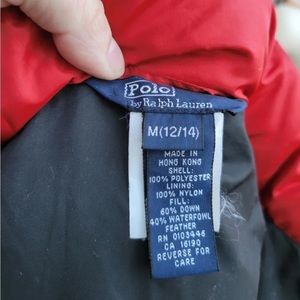 Polo
by Ralph Lauren
M(12/14)
MADE IN
HONG KONG
SHELL:
100% POLYESTER
LINING:
100% NYLON
FILL:
60% DOWN
40% WATERFOWL
FEATHER
RN 0103446
CA 16190
REVERSE FOR
CARE